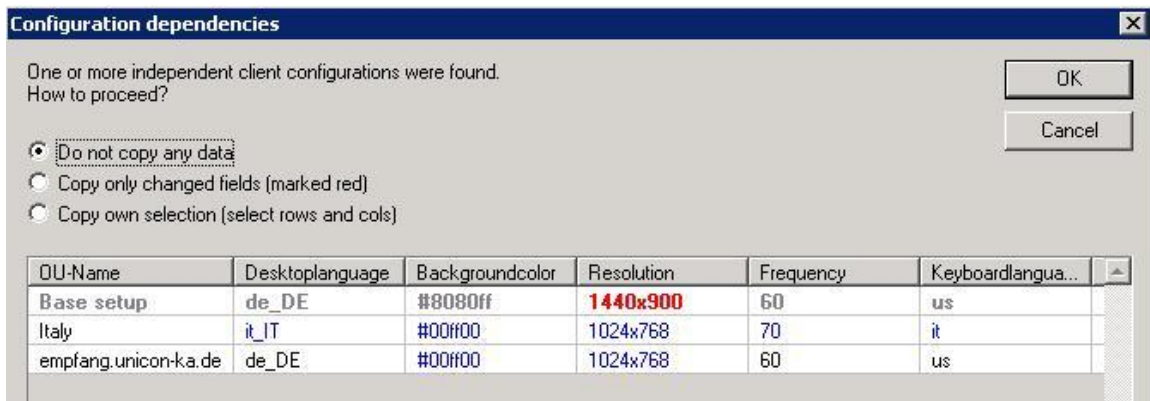 Configuration dependencies
One or more independent client configurations were found.
How to proceed?
OK
Cancel
Do not copy any data
Copy only changed fields (marked red)
Copy own selection (select rows and cols)
OU-Name Desktoplanguage Backgroundcolor Resolution Frequency Keyboardlangua...
Base setup de_DE #8080ff 1440x900 60 us
Italy it_IT #00ff00 1024x768 70 it
empfang.unicon-ka.de de_DE #00ff00 1024x768 60 us